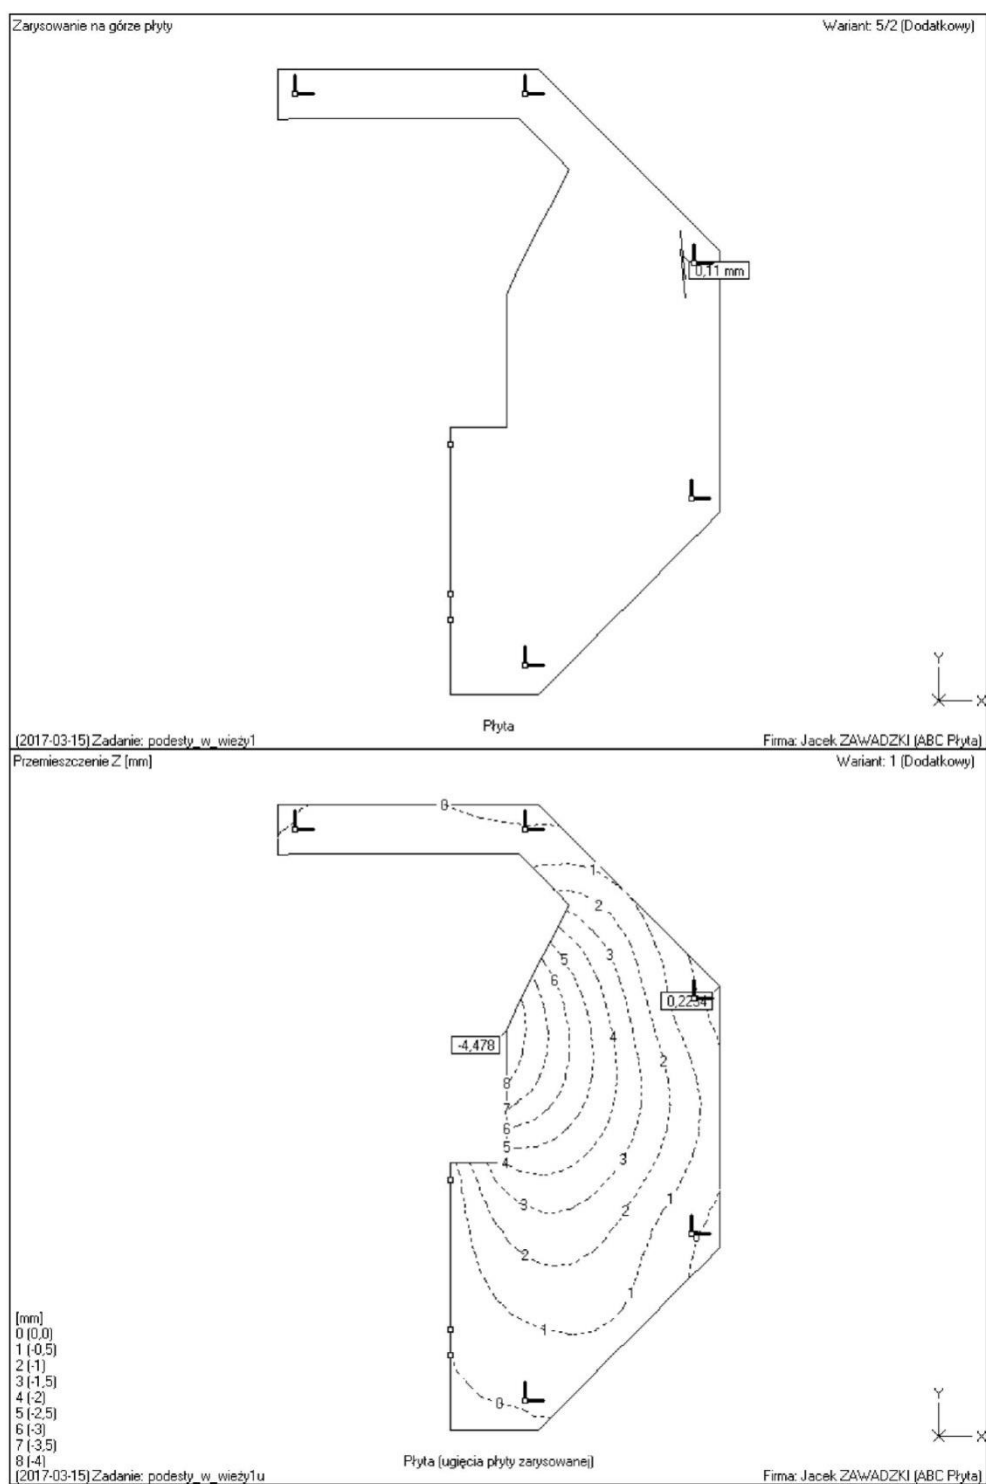 Zarysowanie na górze płyty
Wariant: 5/2 (Dodatkowy)
0,11 mm
Y
X
Płyta
(2017-03-15) Zadanie: podesty_w_wieży1
Firma: Jacek ZAWADZKI (ABC Płyta)
Przemieszczenie Z [mm]
Wariant: 1 (Dodatkowy)
0
1
2
3
5
6
0,2234
4
-4,478
2
8
7
6
5
4
3
3
1
2
0
2
1
1
0
[mm]
0 (0,0)
1 (-0,5)
2 (-1)
3 (-1,5)
4 (-2)
5 (-2,5)
6 (-3)
7 (-3,5)
8 (-4)
Y
X
Płyta (ugięcia płyty zarysowanej)
(2017-03-15) Zadanie: podesty_w_wieży1u
Firma: Jacek ZAWADZKI (ABC Płyta)